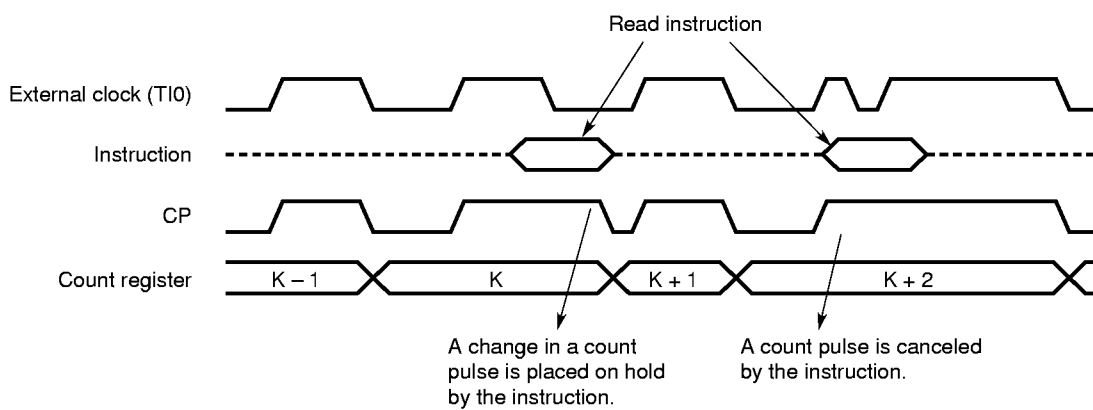 Read instruction
External clock (TI0)
Instruction
CP
Count register
K – 1
K
K + 1
K + 2
A change in a count
pulse is placed on hold
by the instruction.
A count pulse is canceled
by the instruction.